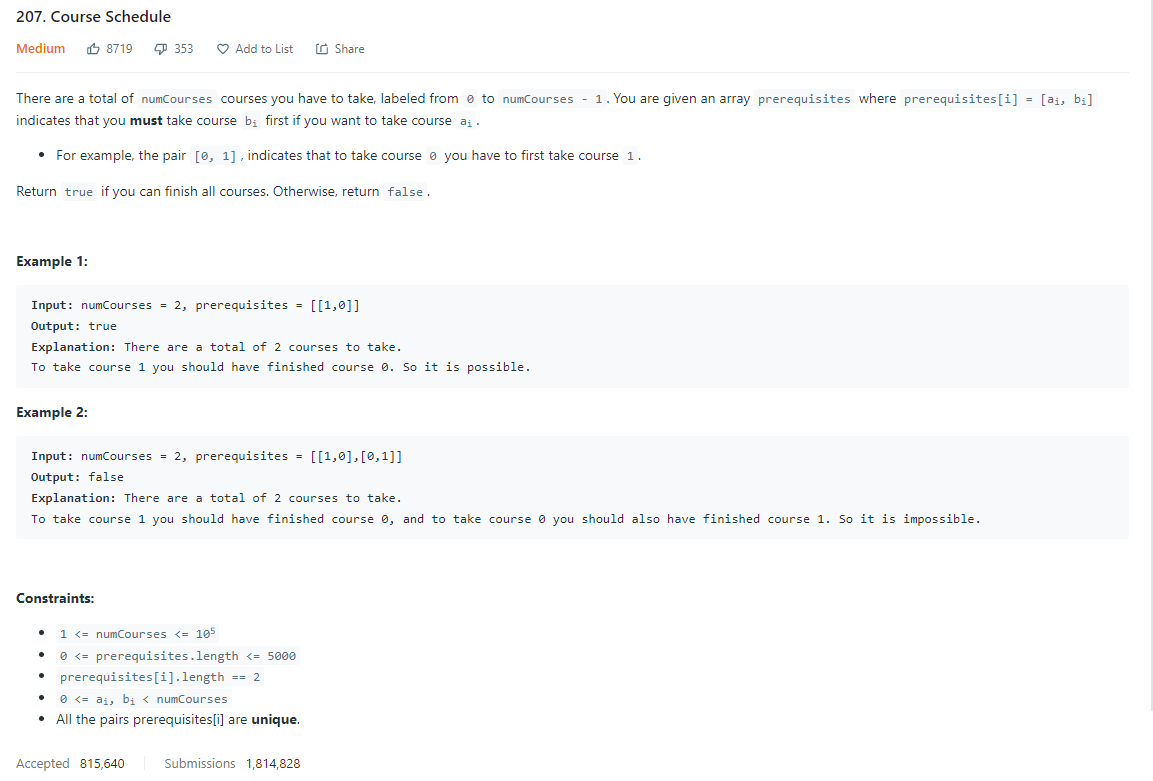 207. Course Schedule
Medium 8719 353 Add to List Share
There are a total of numCourses courses you have to take, labeled from 0 to numCourses - 1. You are given an array prerequisites where prerequisites[i] = [aᵢ, bᵢ]
indicates that you must take course bᵢ first if you want to take course aᵢ.
• For example, the pair [0, 1], indicates that to take course 0 you have to first take course 1.
Return true if you can finish all courses. Otherwise, return false.
Example 1:
Input: numCourses = 2, prerequisites = [[1,0]]
Output: true
Explanation: There are a total of 2 courses to take.
To take course 1 you should have finished course 0. So it is possible.
Example 2:
Input: numCourses = 2, prerequisites = [[1,0],[0,1]]
Output: false
Explanation: There are a total of 2 courses to take.
To take course 1 you should have finished course 0, and to take course 0 you should also have finished course 1. So it is impossible.
Constraints:
• 1 <= numCourses <= 10⁵
• 0 <= prerequisites.length <= 5000
• prerequisites[i].length == 2
• 0 <= aᵢ, bᵢ < numCourses
• All the pairs prerequisites[i] are unique.
Accepted 815,640 Submissions 1,814,828